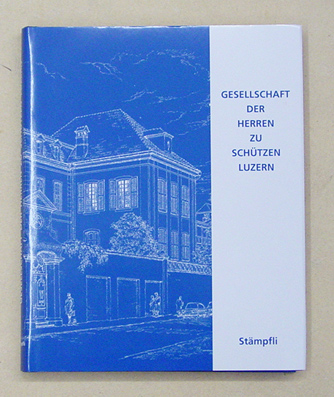 GESELLSCHAFT
DER
HERREN
ZU
SCHÜTZEN
LUZERN
Stämpfli